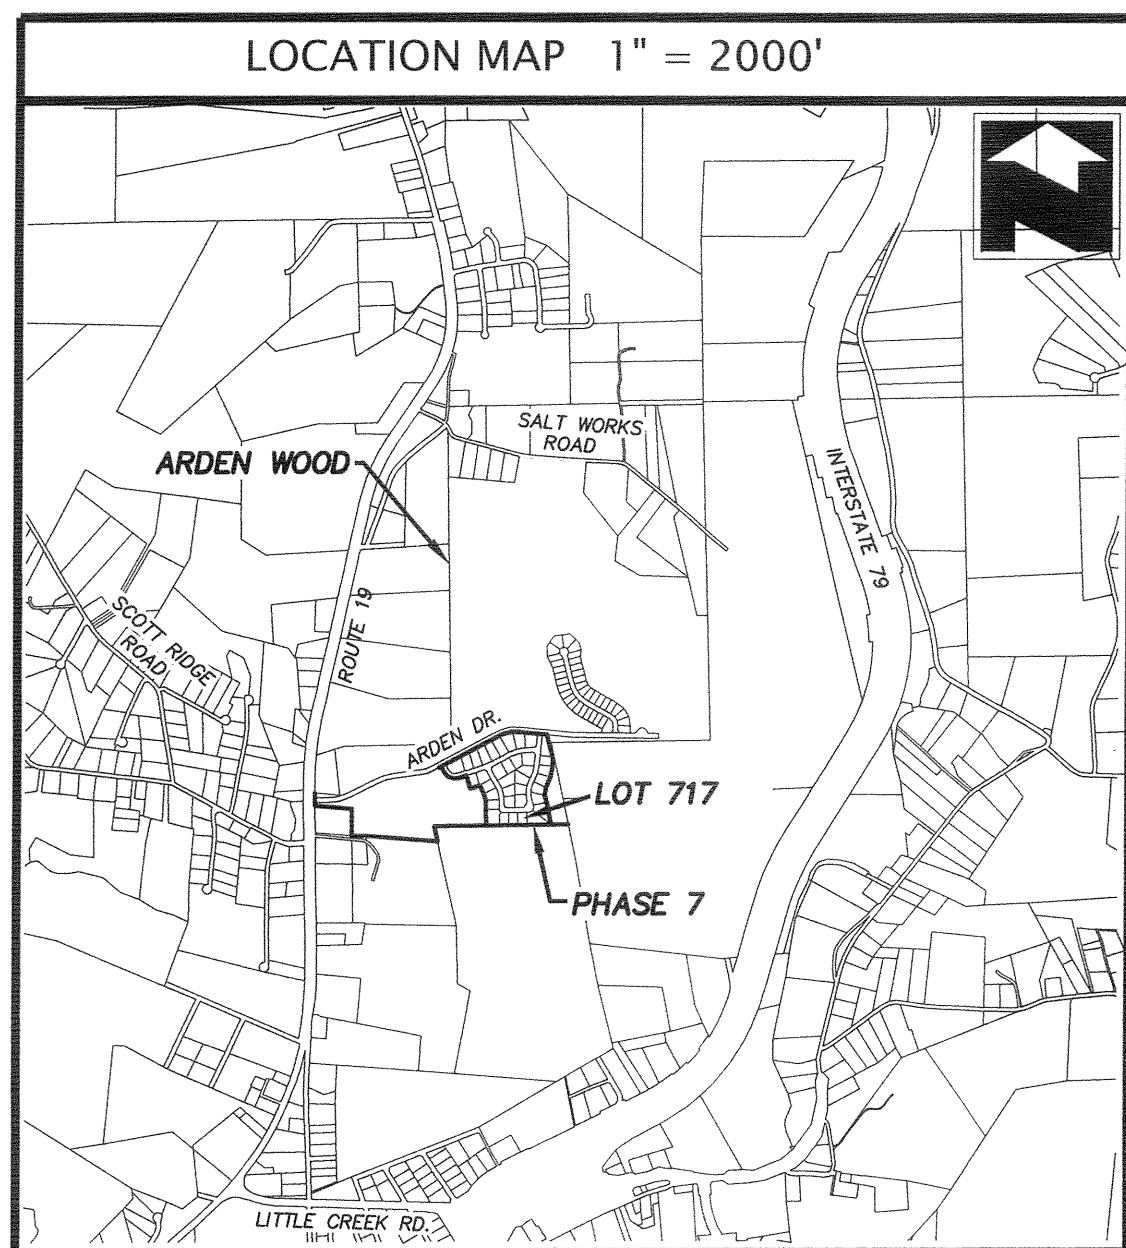 LOCATION MAP 1" = 2000'
SALT WORKS
ROAD
ARDEN WOOD
INTERSTATE 79
SCOTT RIDGE
ROAD
ROUTE 19
ARDEN DR.
LOT 717
PHASE 7
LITTLE CREEK RD.